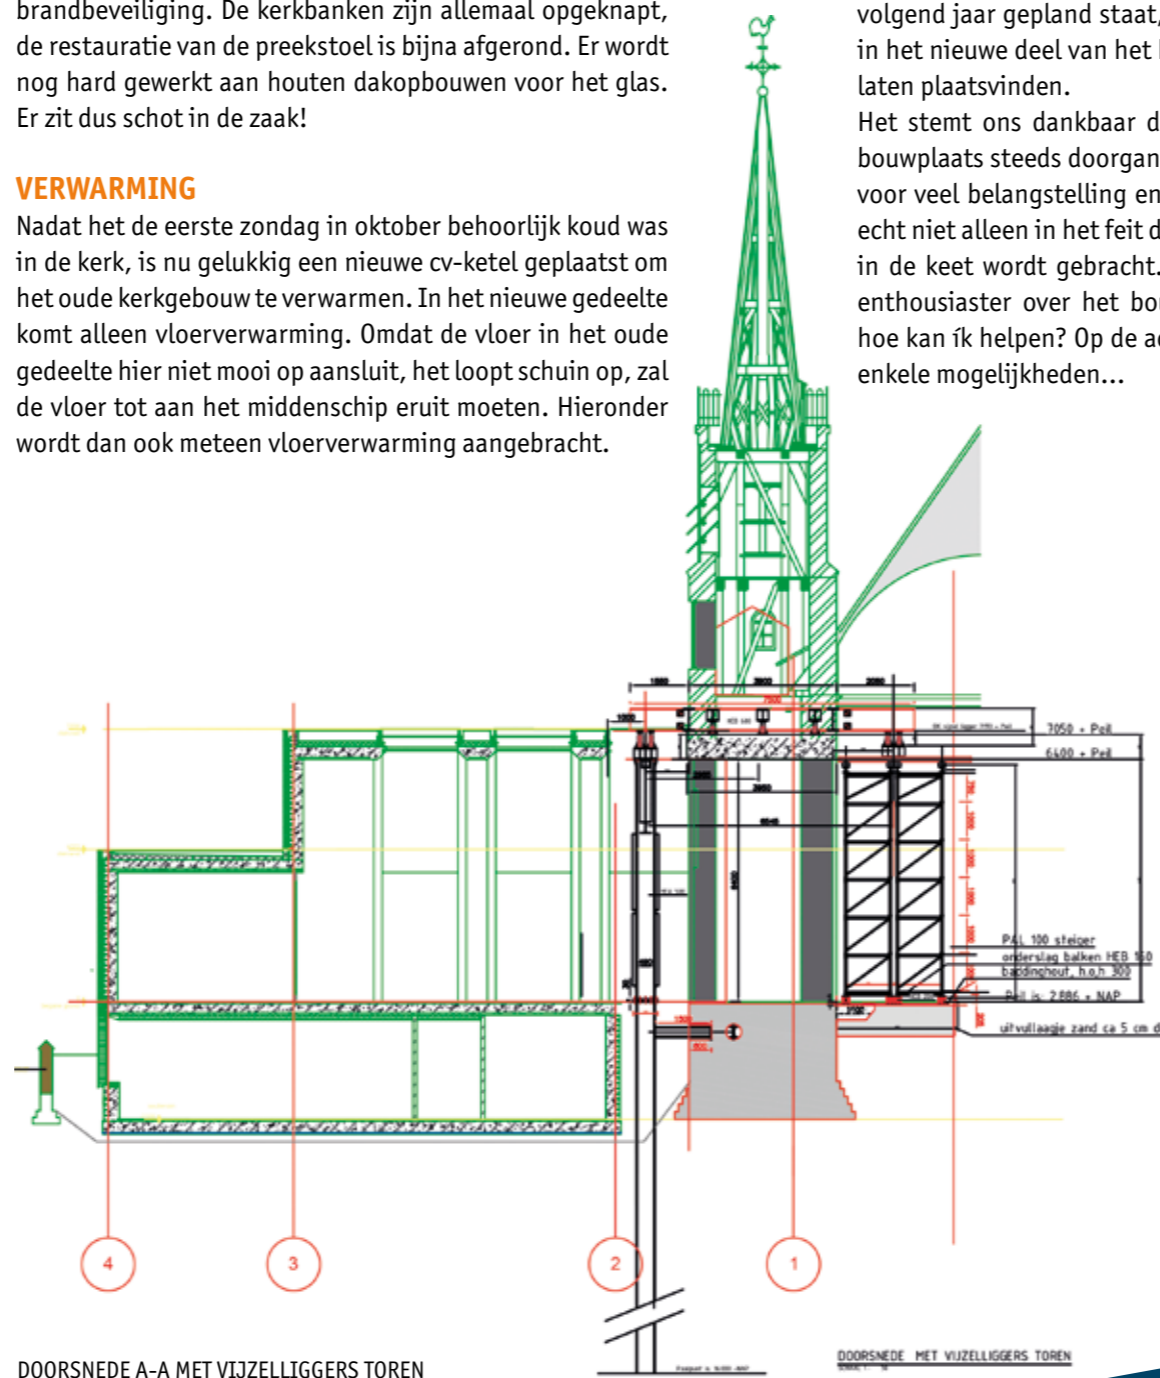 brandbeveiliging. De kerkbanken zijn allemaal opgeknapt,
de restauratie van de preekstoel is bijna afgerond. Er wordt
nog hard gewerkt aan houten dakopbouwen voor het glas.
Er zit dus schot in de zaak!
VERWARMING
Nadat het de eerste zondag in oktober behoorlijk koud was
in de kerk, is nu gelukkig een nieuwe cv-ketel geplaatst om
het oude kerkgebouw te verwarmen. In het nieuwe gedeelte
komt alleen vloerverwarming. Omdat de vloer in het oude
gedeelte hier niet mooi op aansluit, het loopt schuin op, zal
de vloer tot aan het middenschip eruit moeten. Hieronder
wordt dan ook meteen vloerverwarming aangebracht.
volgend jaar gepland staat,
in het nieuwe deel van het
laten plaatsvinden.
Het stemt ons dankbaar d
bouwplaats steeds doorgan
voor veel belangstelling en
echt niet alleen in het feit d
in de keet wordt gebracht.
enthousiaster over het bou
hoe kan ík helpen? Op de a
enkele mogelijkheden...
7050 + Peil
6400 + Peil
PAL 100 steiger
onderslag balken HEB 160
baddinghout, h.o.h 300
Peil is: 2886 + NAP
uitvullaagje zand ca 5 cm d
4
3
2
1
DOORSNEDE MET VIJZELLIGGERS TOREN
DOORSNEDE A-A MET VIJZELLIGGERS TOREN